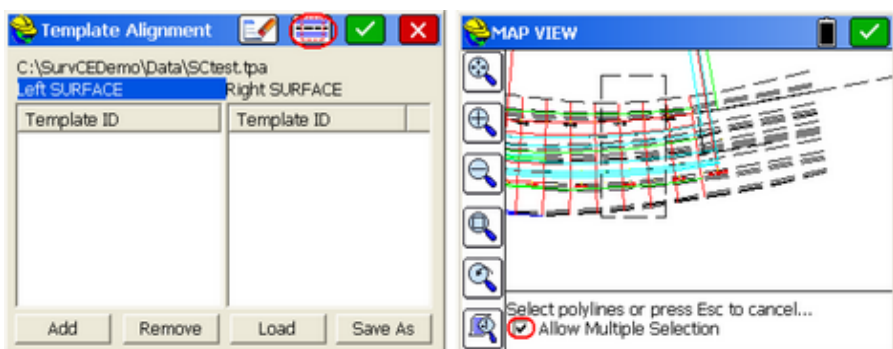 Template Alignment
C:\SurvCEDemo\Data\SCtest.tpa
Left SURFACE
Right SURFACE
Template ID
Template ID
Add
Remove
Load
Save As
MAP VIEW
Select polylines or press Esc to cancel...
Allow Multiple Selection